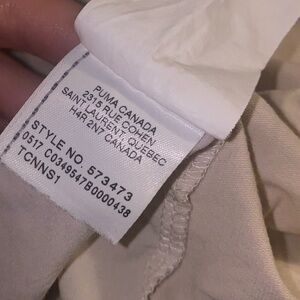 PUMA CANADA
2315 RUE COHEN
SAINT LAURENT, QUEBEC
H4R 2N7 CANADA
STYLE NO. 573473
0517 C0349547B0000438
TCNNS1